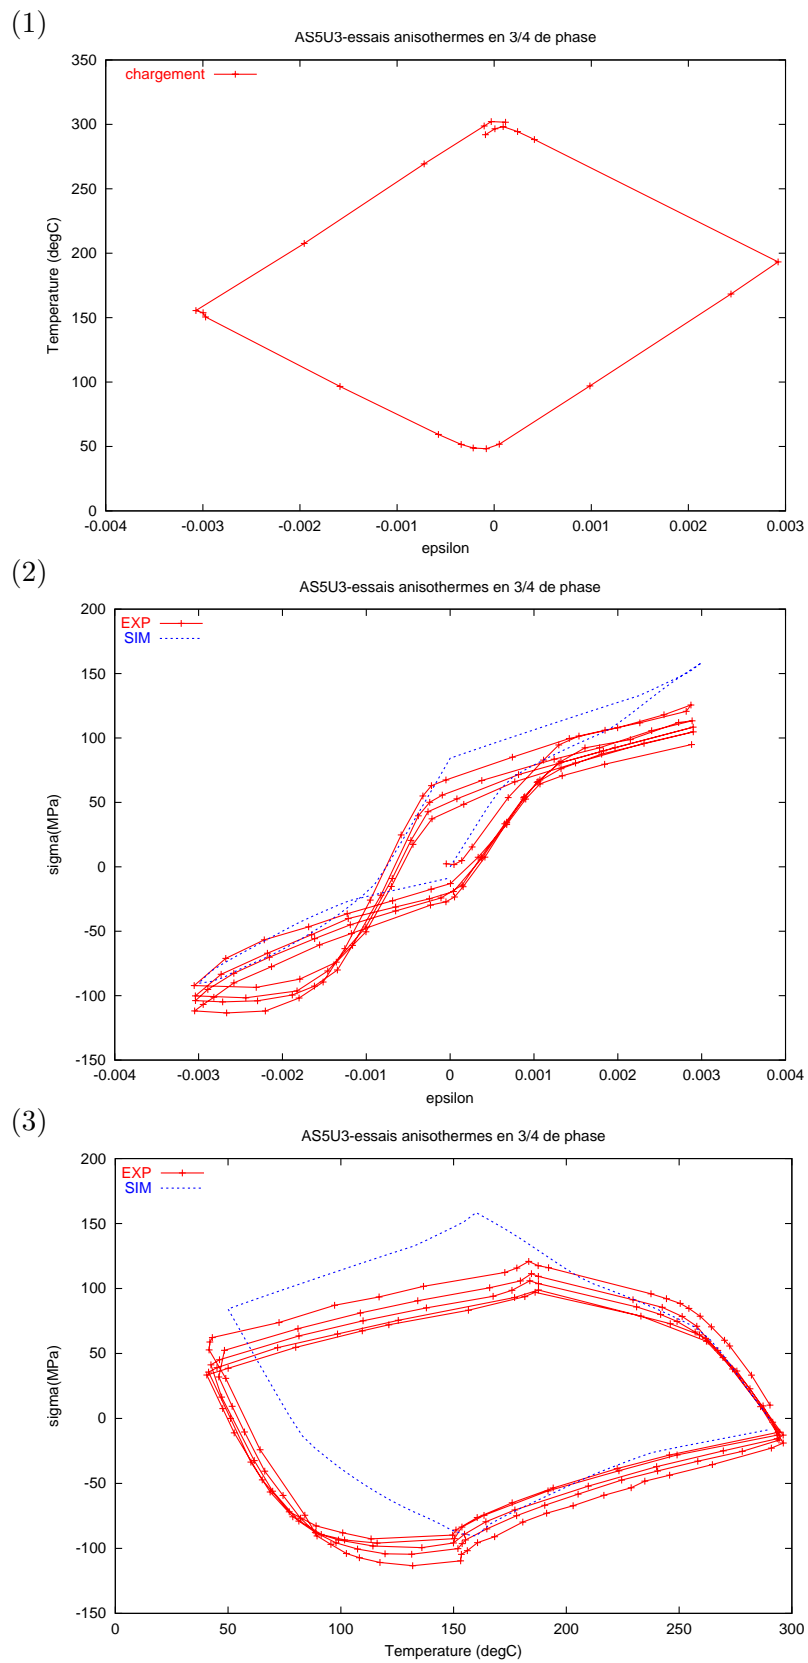 (1)
AS5U3-essais anisothermes en 3/4 de phase
350
chargement
300
250
200
150
100
50
0
Temperature (degC)
-0.004 -0.003 -0.002 -0.001 0 0.001 0.002 0.003
epsilon
(2)
AS5U3-essais anisothermes en 3/4 de phase
200
EXP
SIM
150
100
50
0
-50
-100
-150
sigma(MPa)
-0.004 -0.003 -0.002 -0.001 0 0.001 0.002 0.003 0.004
epsilon
(3)
AS5U3-essais anisothermes en 3/4 de phase
200
EXP
SIM
150
100
50
0
-50
-100
-150
sigma(MPa)
0 50 100 150 200 250 300
Temperature (degC)